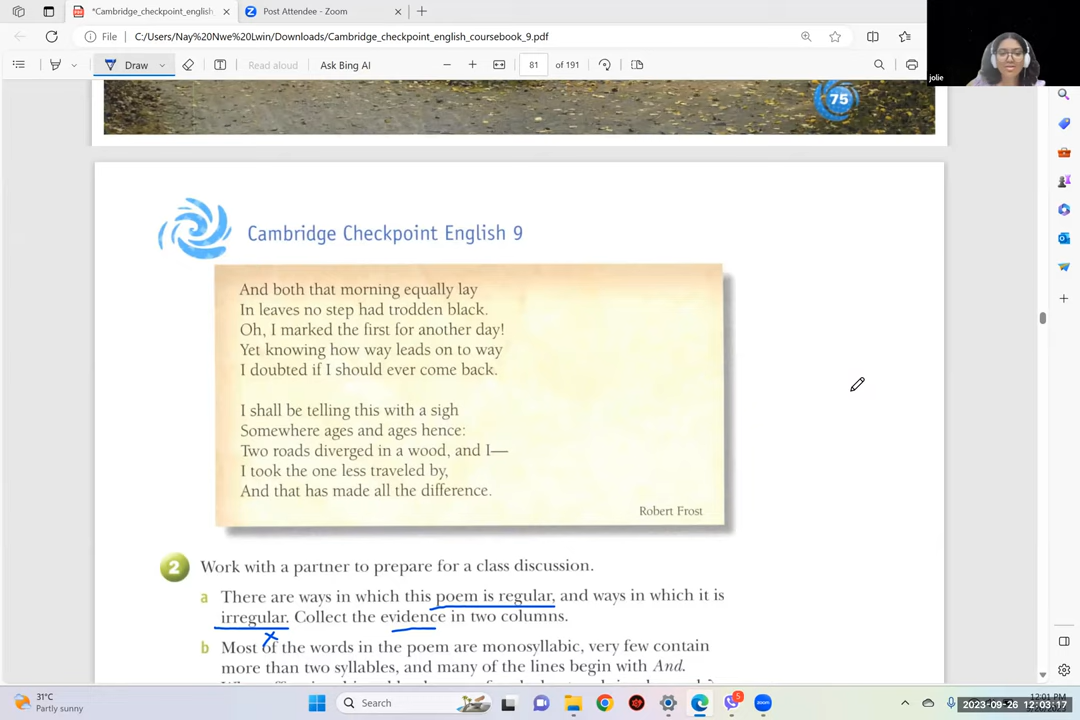 *Cambridge_checkpoint_english
Post Attendee - Zoom
File
C:/Users/Nay%20Nwe%20Lwin/Downloads/Cambridge_checkpoint_english_coursebook_9.pdf
Draw
Read aloud
Ask Bing AI
81
of 191
jolie
75
Cambridge Checkpoint English 9
And both that morning equally lay
In leaves no step had trodden black.
Oh, I marked the first for another day!
Yet knowing how way leads on to way
I doubted if I should ever come back.
I shall be telling this with a sigh
Somewhere ages and ages hence:
Two roads diverged in a wood, and I—
I took the one less traveled by,
And that has made all the difference.
Robert Frost
2 Work with a partner to prepare for a class discussion.
a There are ways in which this poem is regular, and ways in which it is
irregular. Collect the evidence in two columns.
b Most of the words in the poem are monosyllabic, very few contain
more than two syllables, and many of the lines begin with And.
31°C
Partly sunny
Search
5
12:01 PM
2023-09-26 12:03:17